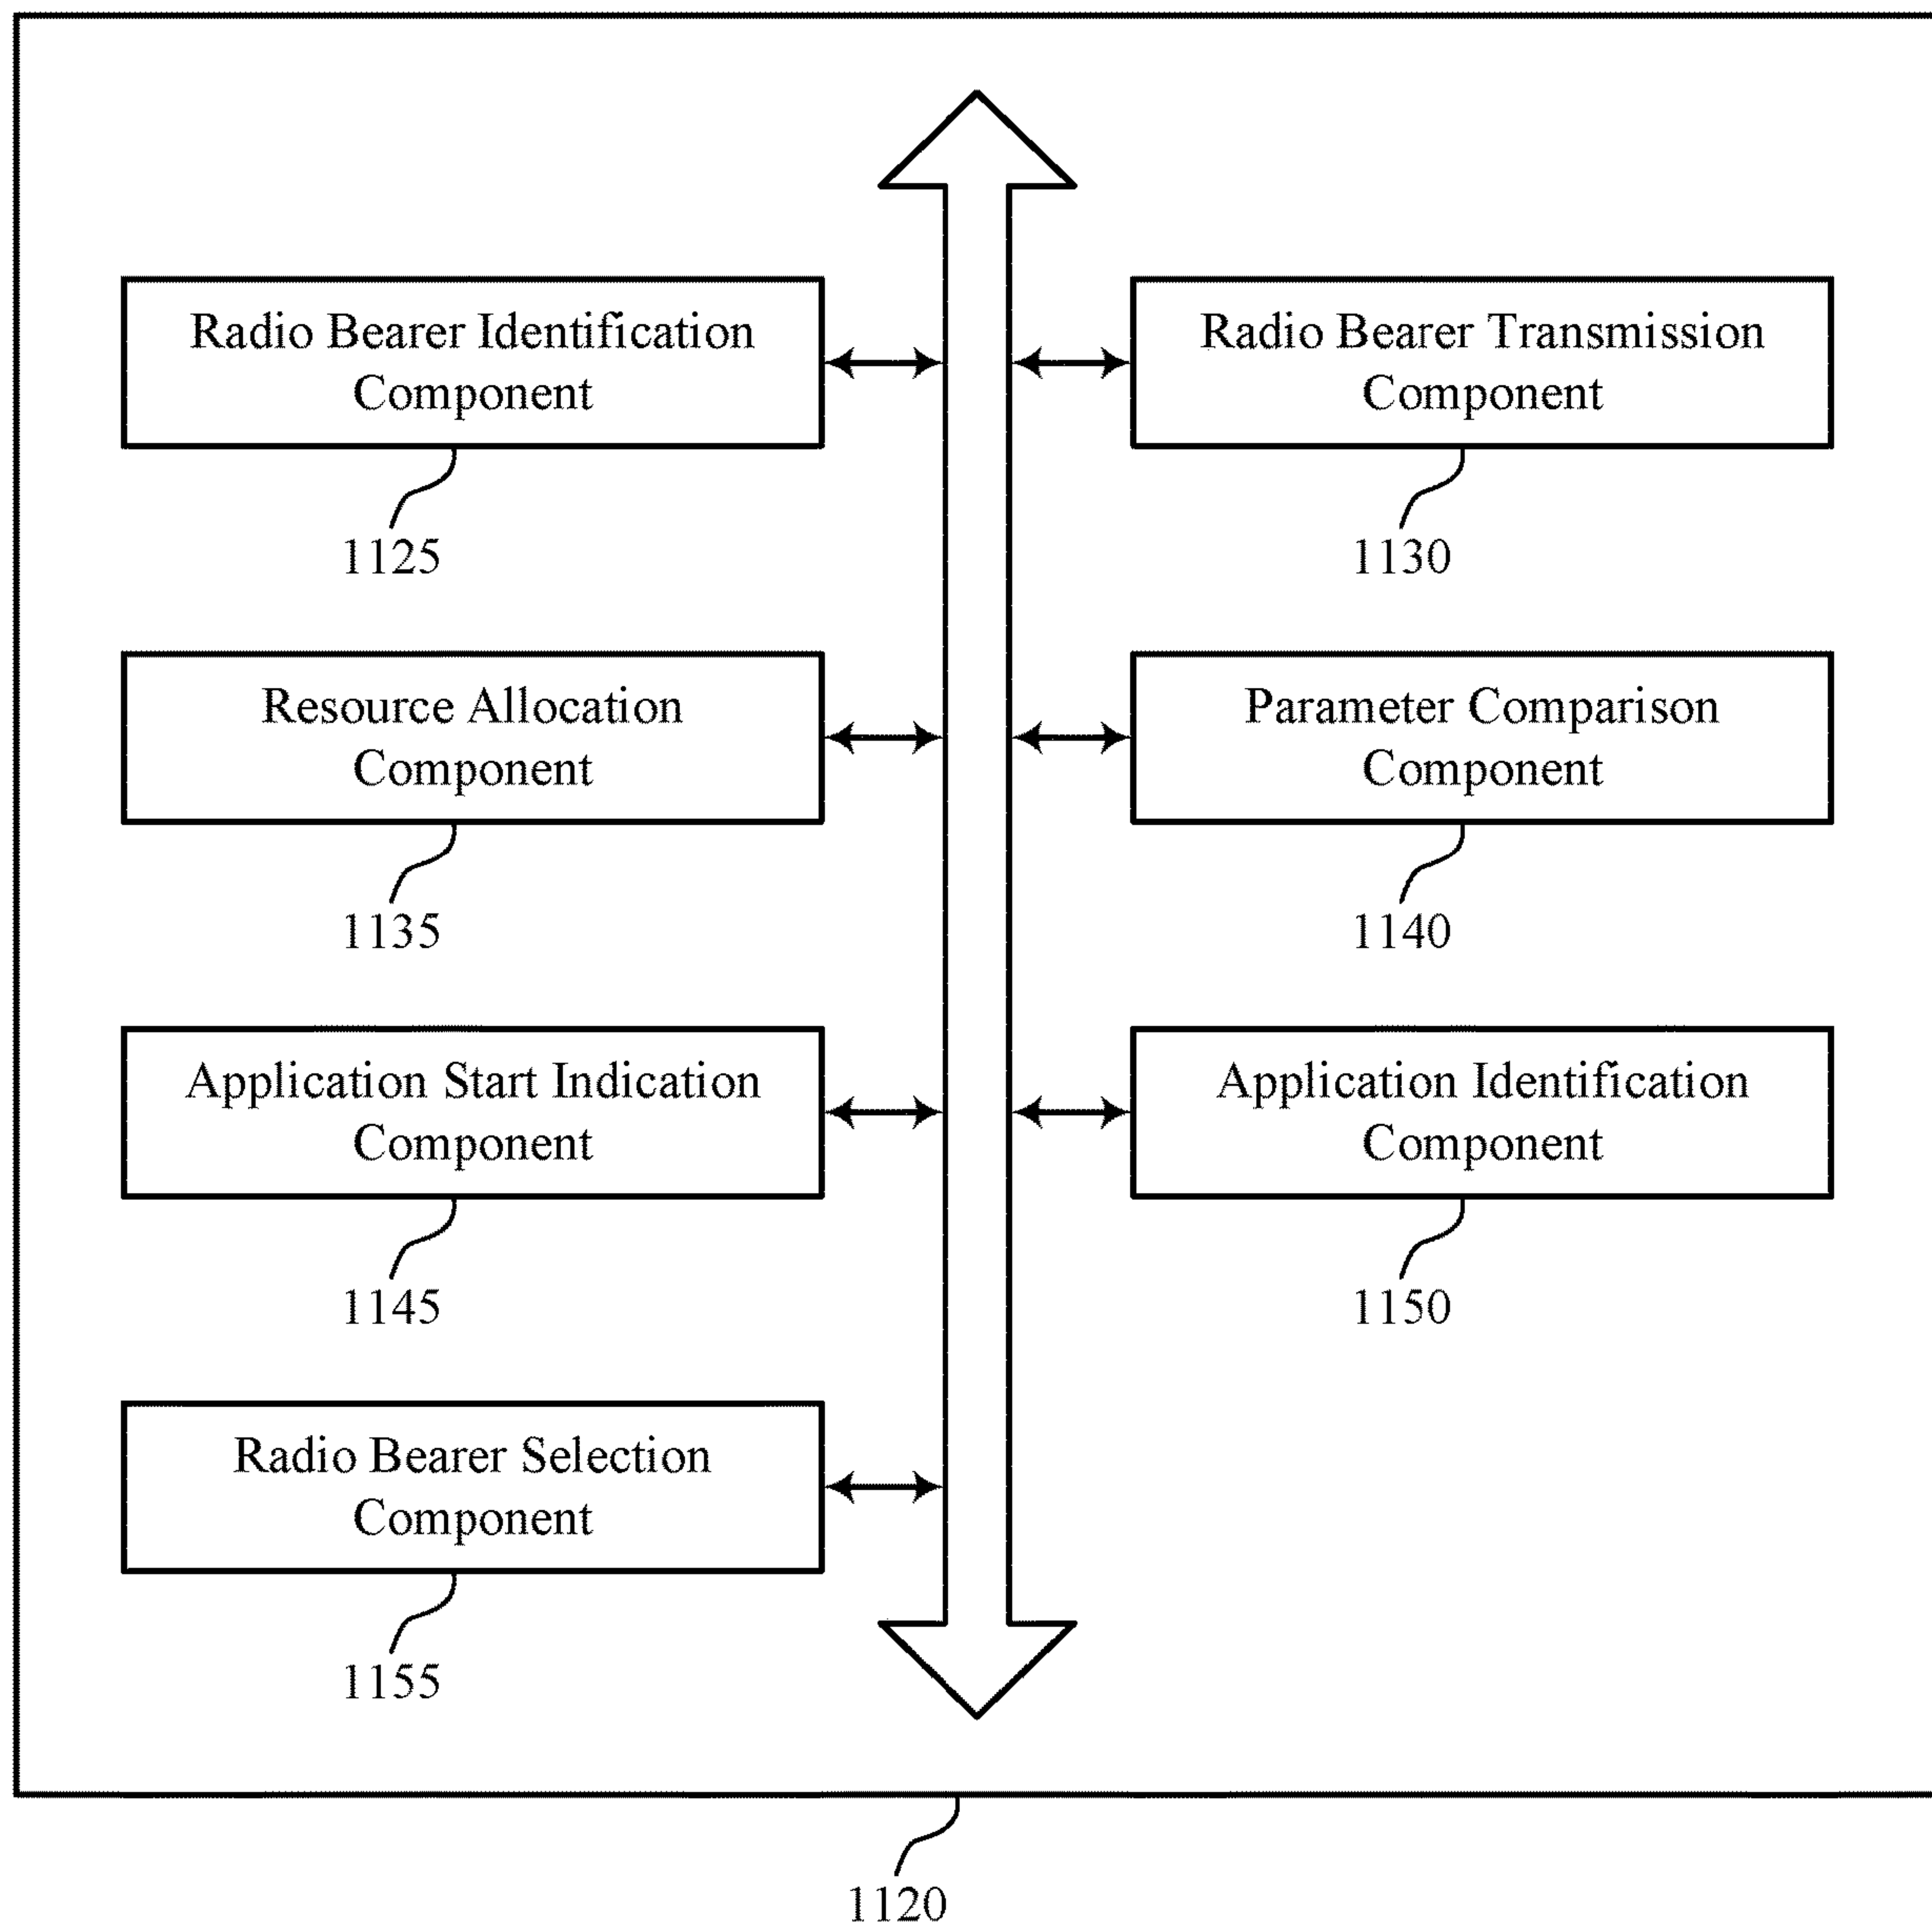 Radio Bearer Identification
Component
1125
Radio Bearer Transmission
Component
1130
Resource Allocation
Component
1135
Parameter Comparison
Component
1140
Application Start Indication
Component
1145
Application Identification
Component
1150
Radio Bearer Selection
Component
1155
1120